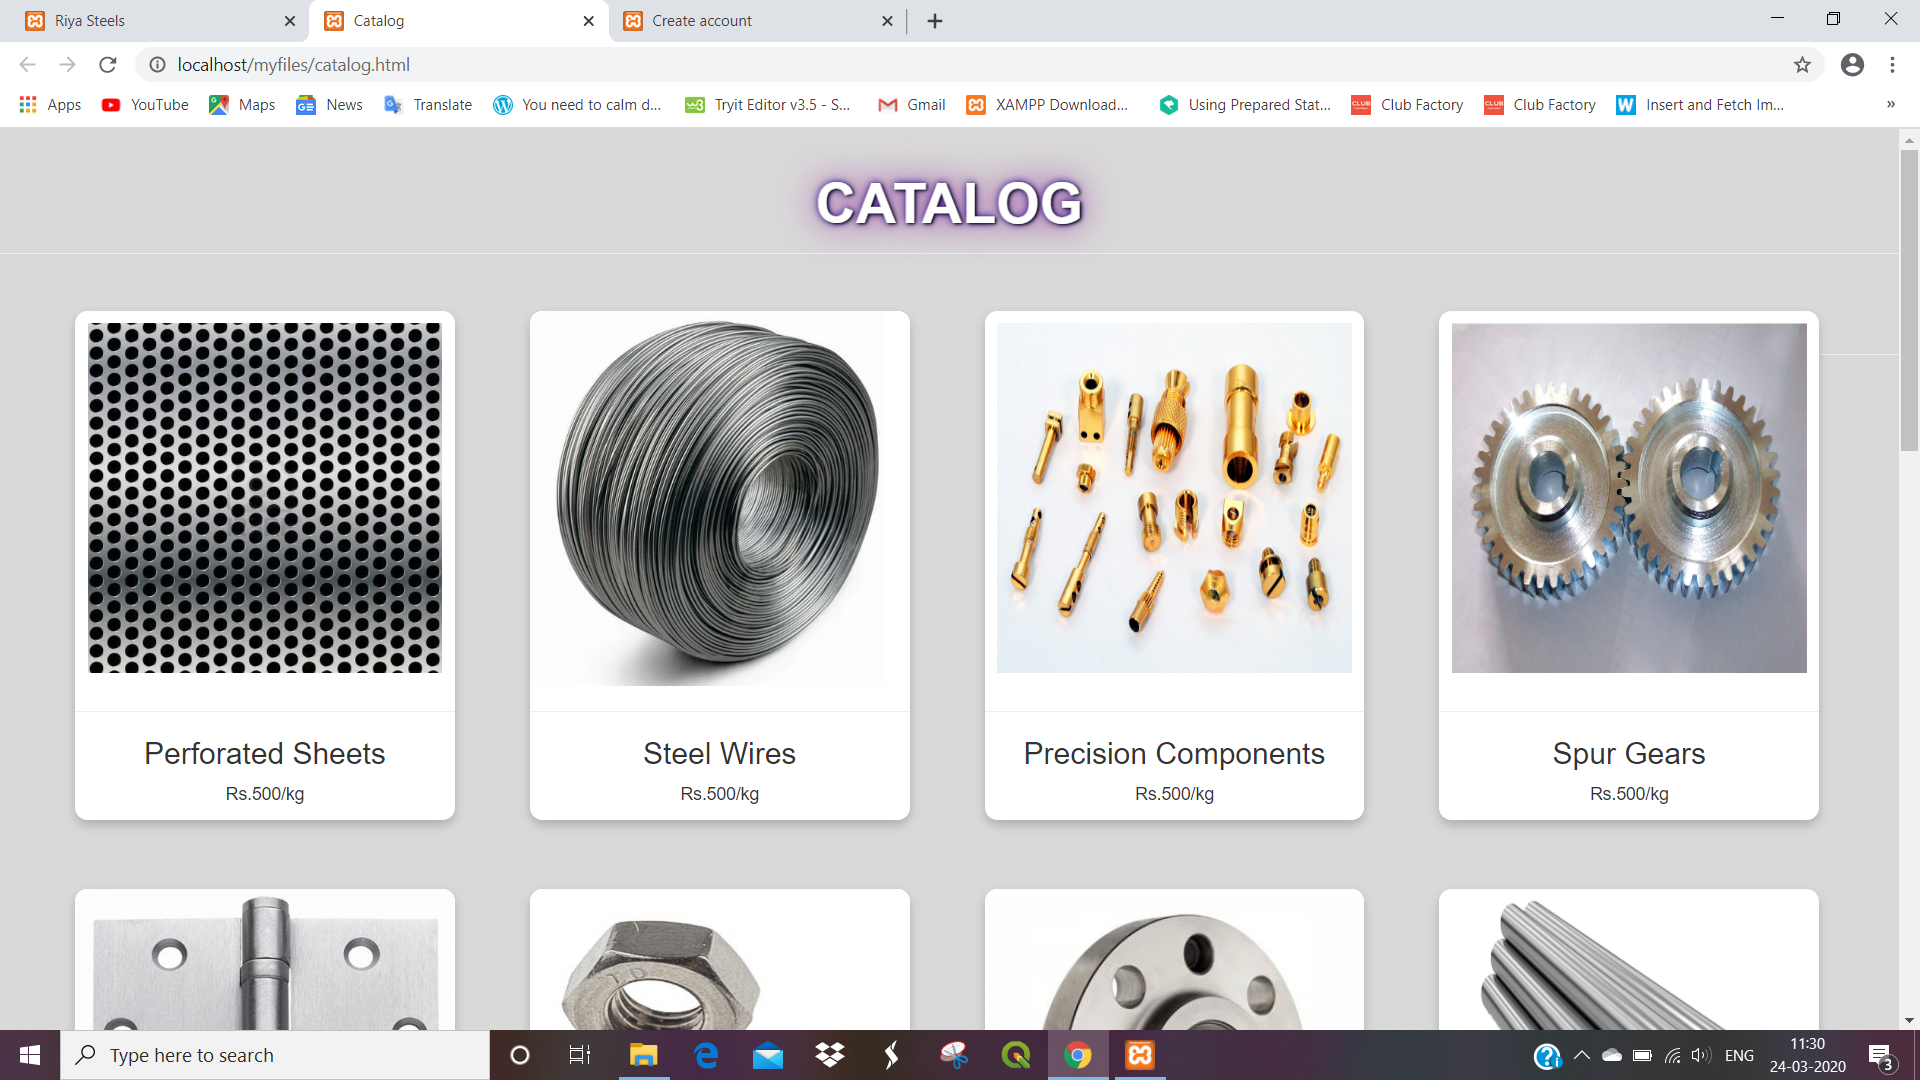 Riya Steels
Catalog
Create account
localhost/myfiles/catalog.html
Apps
YouTube
Maps
News
Translate
You need to calm d...
Tryit Editor v3.5 - S...
Gmail
XAMPP Download...
Using Prepared Stat...
CLUB
Club Factory
CLUB
Club Factory
W
Insert and Fetch Im...
»
CATALOG
Perforated Sheets
Steel Wires
Precision Components
Spur Gears
Rs.500/kg
Rs.500/kg
Rs.500/kg
Rs.500/kg
Type here to search
ENG
11:30
24-03-2020
3